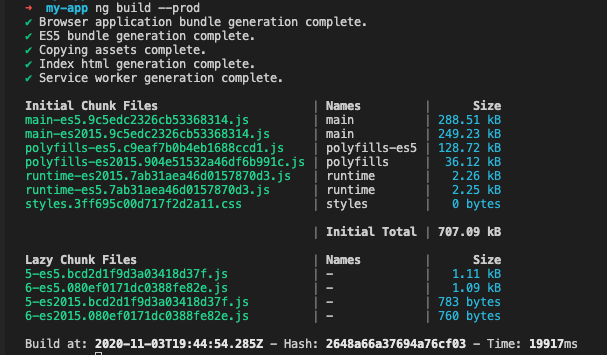 ➜ my-app ng build --prod
✔ Browser application bundle generation complete.
✔ ES5 bundle generation complete.
✔ Copying assets complete.
✔ Index html generation complete.
✔ Service worker generation complete.
Initial Chunk Files | Names | Size
main-es5.9c5edc2326cb53368314.js | main | 288.51 kB
main-es2015.9c5edc2326cb53368314.js | main | 249.23 kB
polyfills-es5.c9eaf7b0b4eb1688ccd1.js | polyfills-es5 | 128.72 kB
polyfills-es2015.904e51532a46df6b991c.js | polyfills | 36.12 kB
runtime-es2015.7ab31aea46d0157870d3.js | runtime | 2.26 kB
runtime-es5.7ab31aea46d0157870d3.js | runtime | 2.25 kB
styles.3ff695c00d717f2d2a11.css | styles | 0 bytes
| Initial Total | 707.09 kB
Lazy Chunk Files | Names | Size
5-es5.bcd2d1f9d3a03418d37f.js | - | 1.11 kB
6-es5.080ef0171dc0388fe82e.js | - | 1.09 kB
5-es2015.bcd2d1f9d3a03418d37f.js | - | 783 bytes
6-es2015.080ef0171dc0388fe82e.js | - | 760 bytes
Build at: 2020-11-03T19:44:54.285Z - Hash: 2648a66a37694a76cf03 - Time: 19917ms